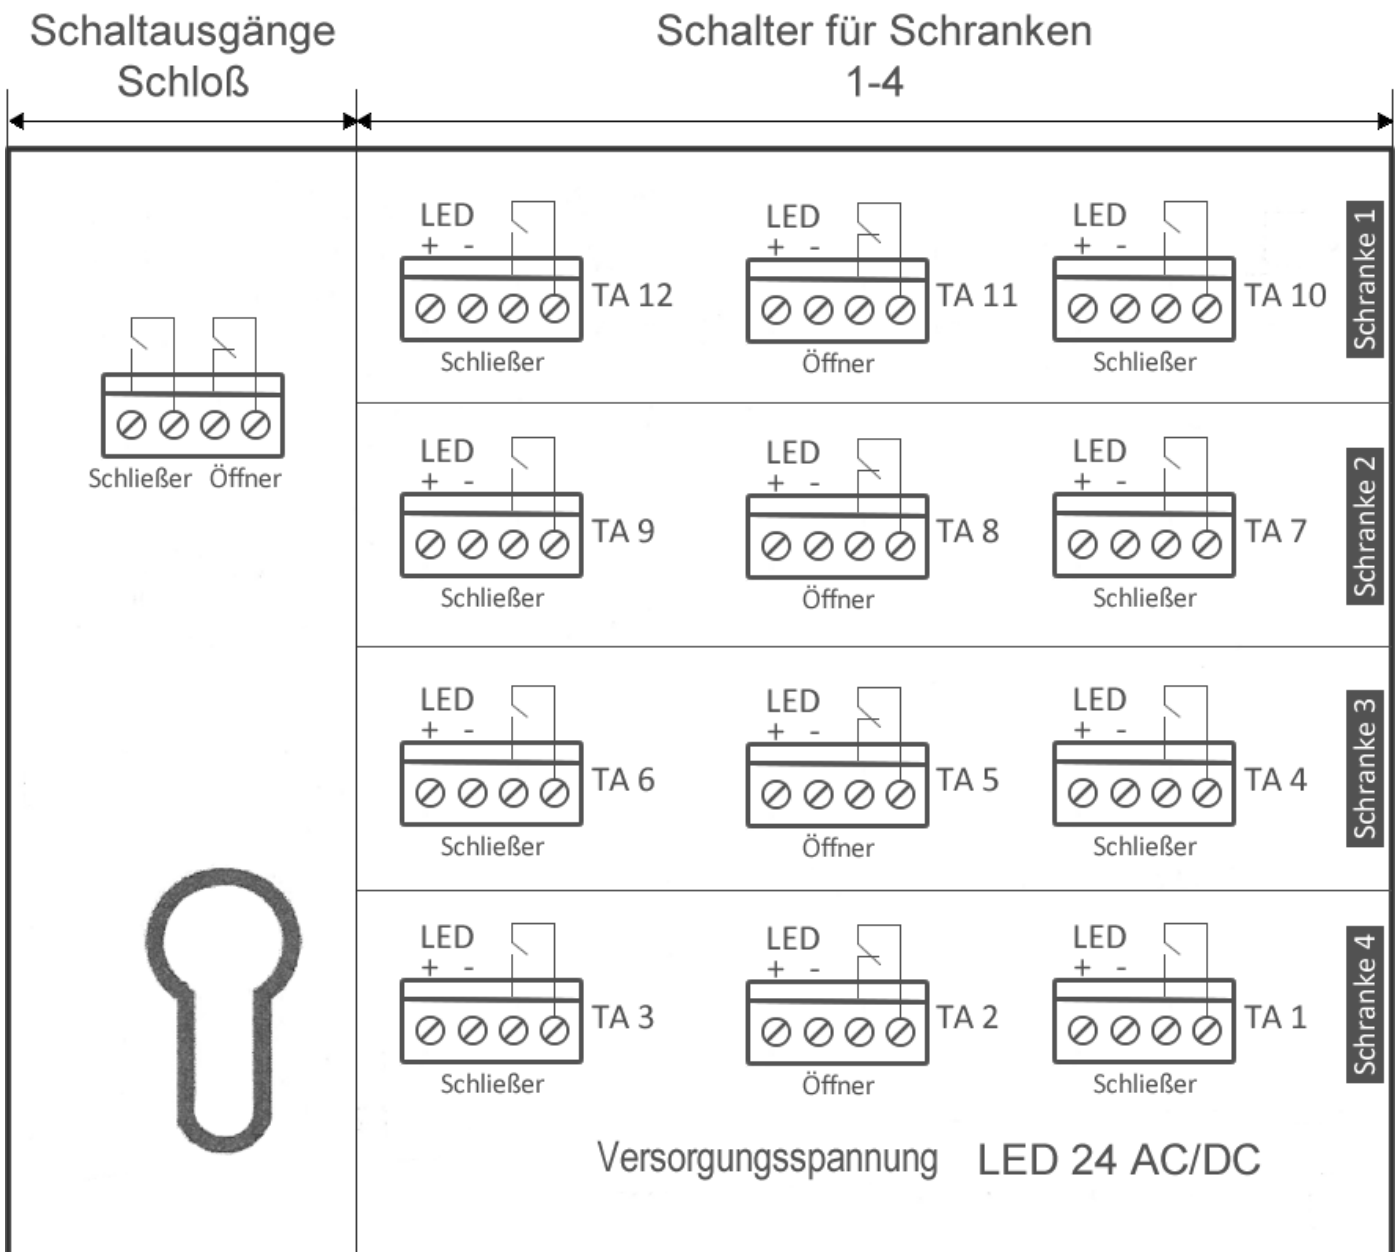 Schaltausgänge
Schloß
Schalter für Schranken
1-4
Schließer Öffner
LED
+ -
TA 12
Schließer
LED
+ -
TA 11
Öffner
LED
+ -
TA 10
Schließer
Schranke 1
LED
+ -
TA 9
Schließer
LED
+ -
TA 8
Öffner
LED
+ -
TA 7
Schließer
Schranke 2
LED
+ -
TA 6
Schließer
LED
+ -
TA 5
Öffner
LED
+ -
TA 4
Schließer
Schranke 3
LED
+ -
TA 3
Schließer
LED
+ -
TA 2
Öffner
LED
+ -
TA 1
Schließer
Schranke 4
Versorgungsspannung LED 24 AC/DC